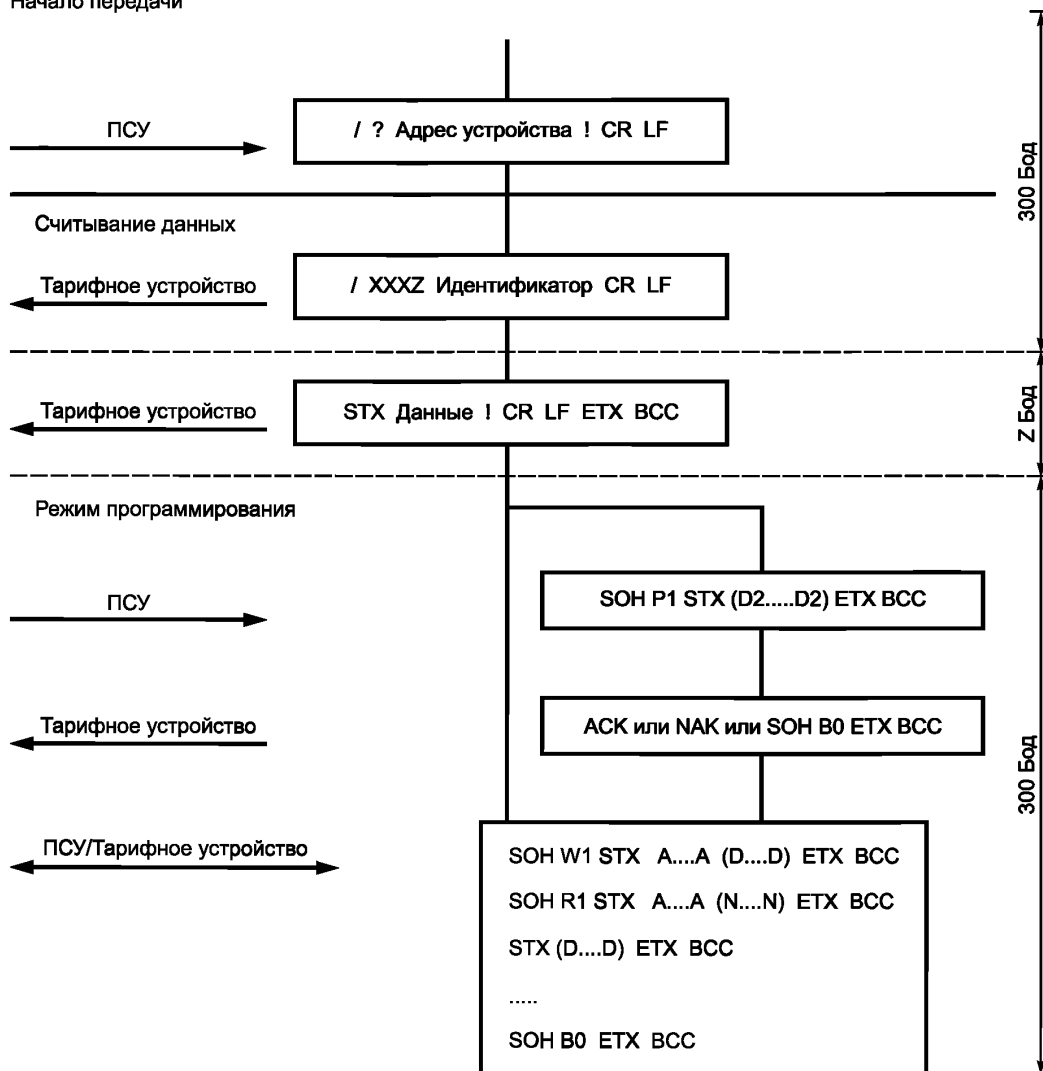 Начало передачи
ПСУ
/ ? Адрес устройства ! CR LF
300 Бод
Считывание данных
Тарифное устройство
/ XXXZ Идентификатор CR LF
Тарифное устройство
STX Данные ! CR LF ETX BCC
Z Бод
Режим программирования
ПСУ
SOH P1 STX (D2.....D2) ETX BCC
Тарифное устройство
ACK или NAK или SOH B0 ETX BCC
300 Бод
ПСУ/Тарифное устройство
SOH W1 STX A....A (D....D) ETX BCC
SOH R1 STX A....A (N....N) ETX BCC
STX (D....D) ETX BCC
.....
SOH B0 ETX BCC